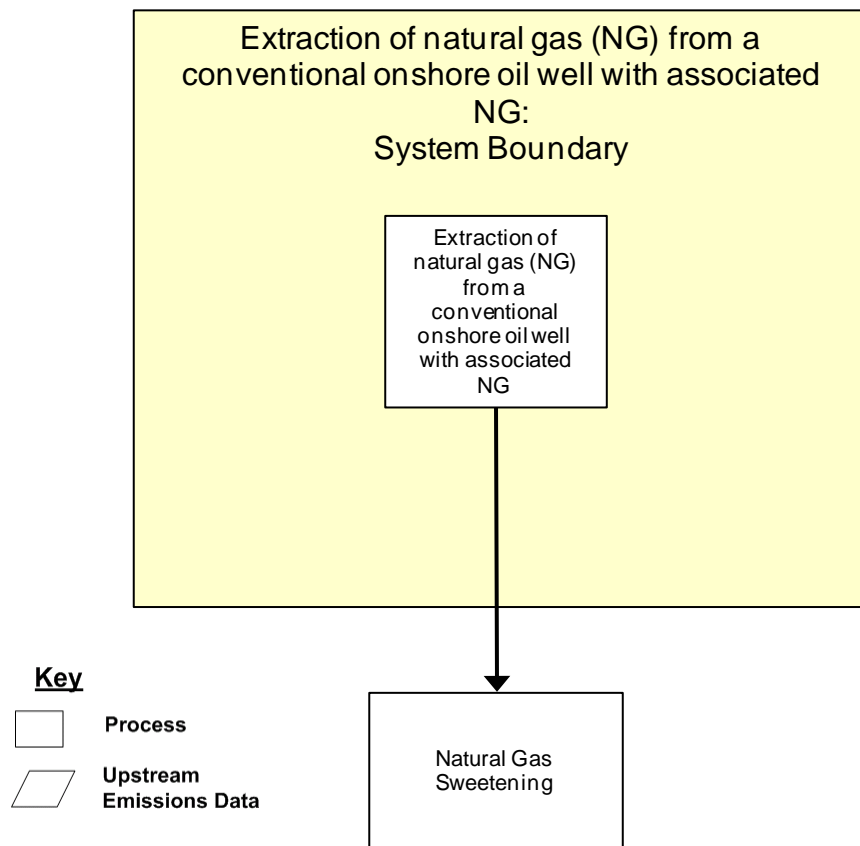 Extraction of natural gas (NG) from a
conventional onshore oil well with associated
NG:
System Boundary
Extraction of
natural gas (NG)
from a
conventional
onshore oil well
with associated
NG
Key
Process
Upstream
Emissions Data
Natural Gas
Sweetening